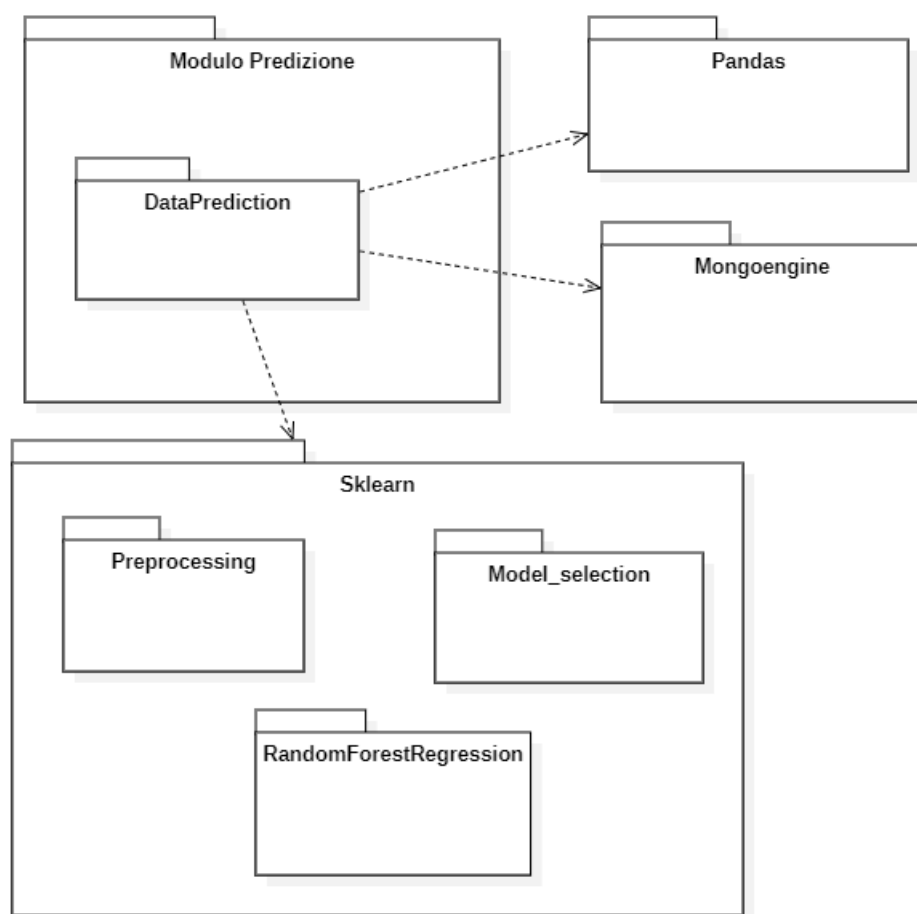 Modulo Predizione
Pandas
DataPrediction
Mongoengine
Sklearn
Preprocessing
Model_selection
RandomForestRegression